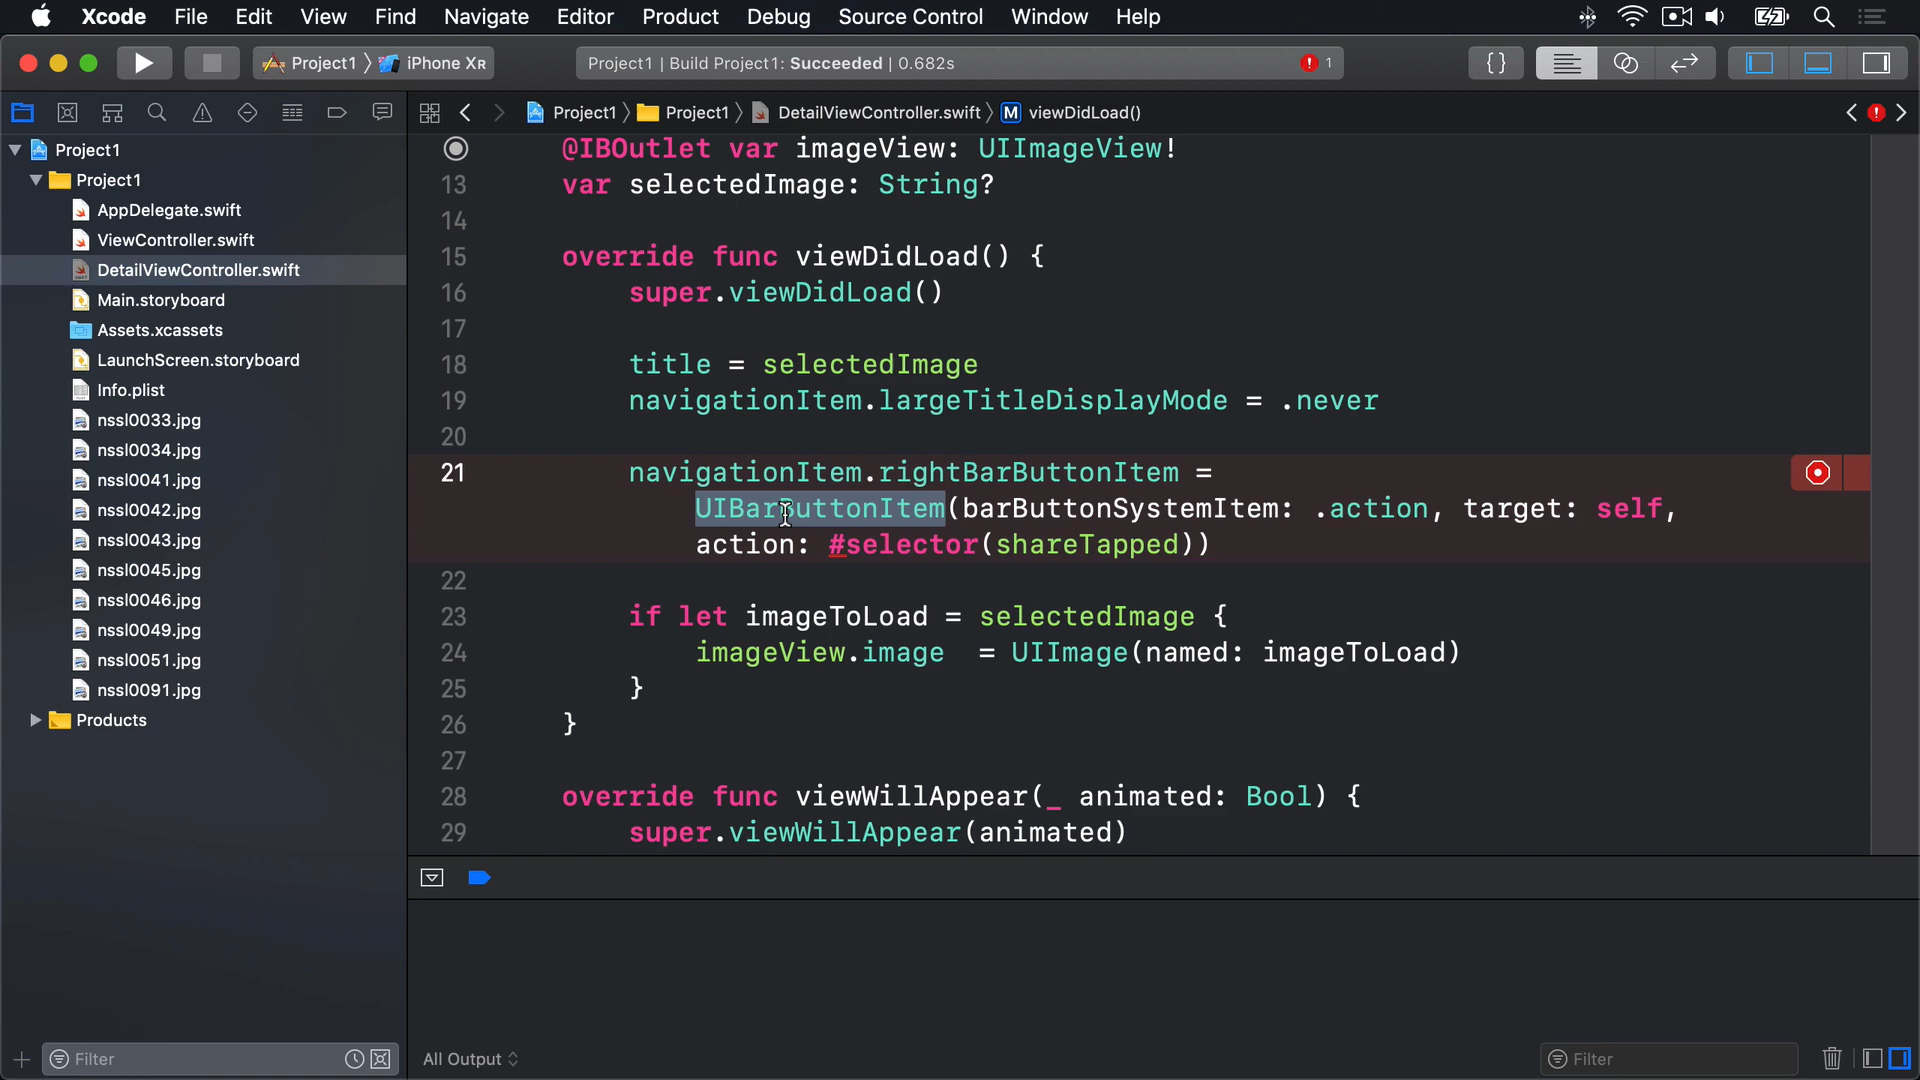 Xcode File Edit View Find Navigate Editor Product Debug Source Control Window Help
Project1 iPhone XR Project1 | Build Project1: Succeeded | 0.682s 1 {}
Project1 Project1 DetailViewController.swift M viewDidLoad()
Project1
Project1
AppDelegate.swift
ViewController.swift
DetailViewController.swift
Main.storyboard
Assets.xcassets
LaunchScreen.storyboard
Info.plist
nssl0033.jpg
nssl0034.jpg
nssl0041.jpg
nssl0042.jpg
nssl0043.jpg
nssl0045.jpg
nssl0046.jpg
nssl0049.jpg
nssl0051.jpg
nssl0091.jpg
Products
Filter
@IBOutlet var imageView: UIImageView!
13 var selectedImage: String?
14
15 override func viewDidLoad() {
16 super.viewDidLoad()
17
18 title = selectedImage
19 navigationItem.largeTitleDisplayMode = .never
20
21 navigationItem.rightBarButtonItem =
UIBarButtonItem(barButtonSystemItem: .action, target: self,
action: #selector(shareTapped))
22
23 if let imageToLoad = selectedImage {
24 imageView.image  = UIImage(named: imageToLoad)
25 }
26 }
27
28 override func viewWillAppear(_ animated: Bool) {
29 super.viewWillAppear(animated)
All Output Filter